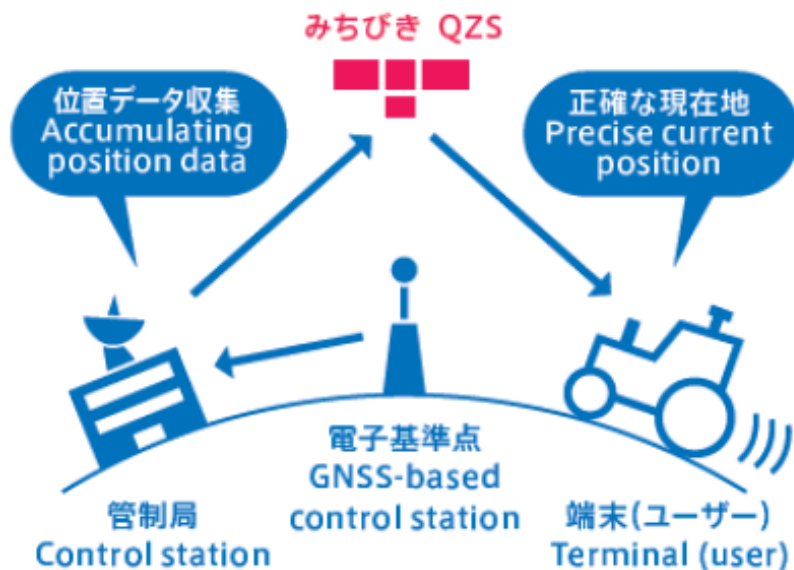 みちびき QZS
位置データ収集
Accumulating
position data
正確な現在地
Precise current
position
電子基準点
GNSS-based
control station
管制局
Control station
端末(ユーザー)
Terminal (user)